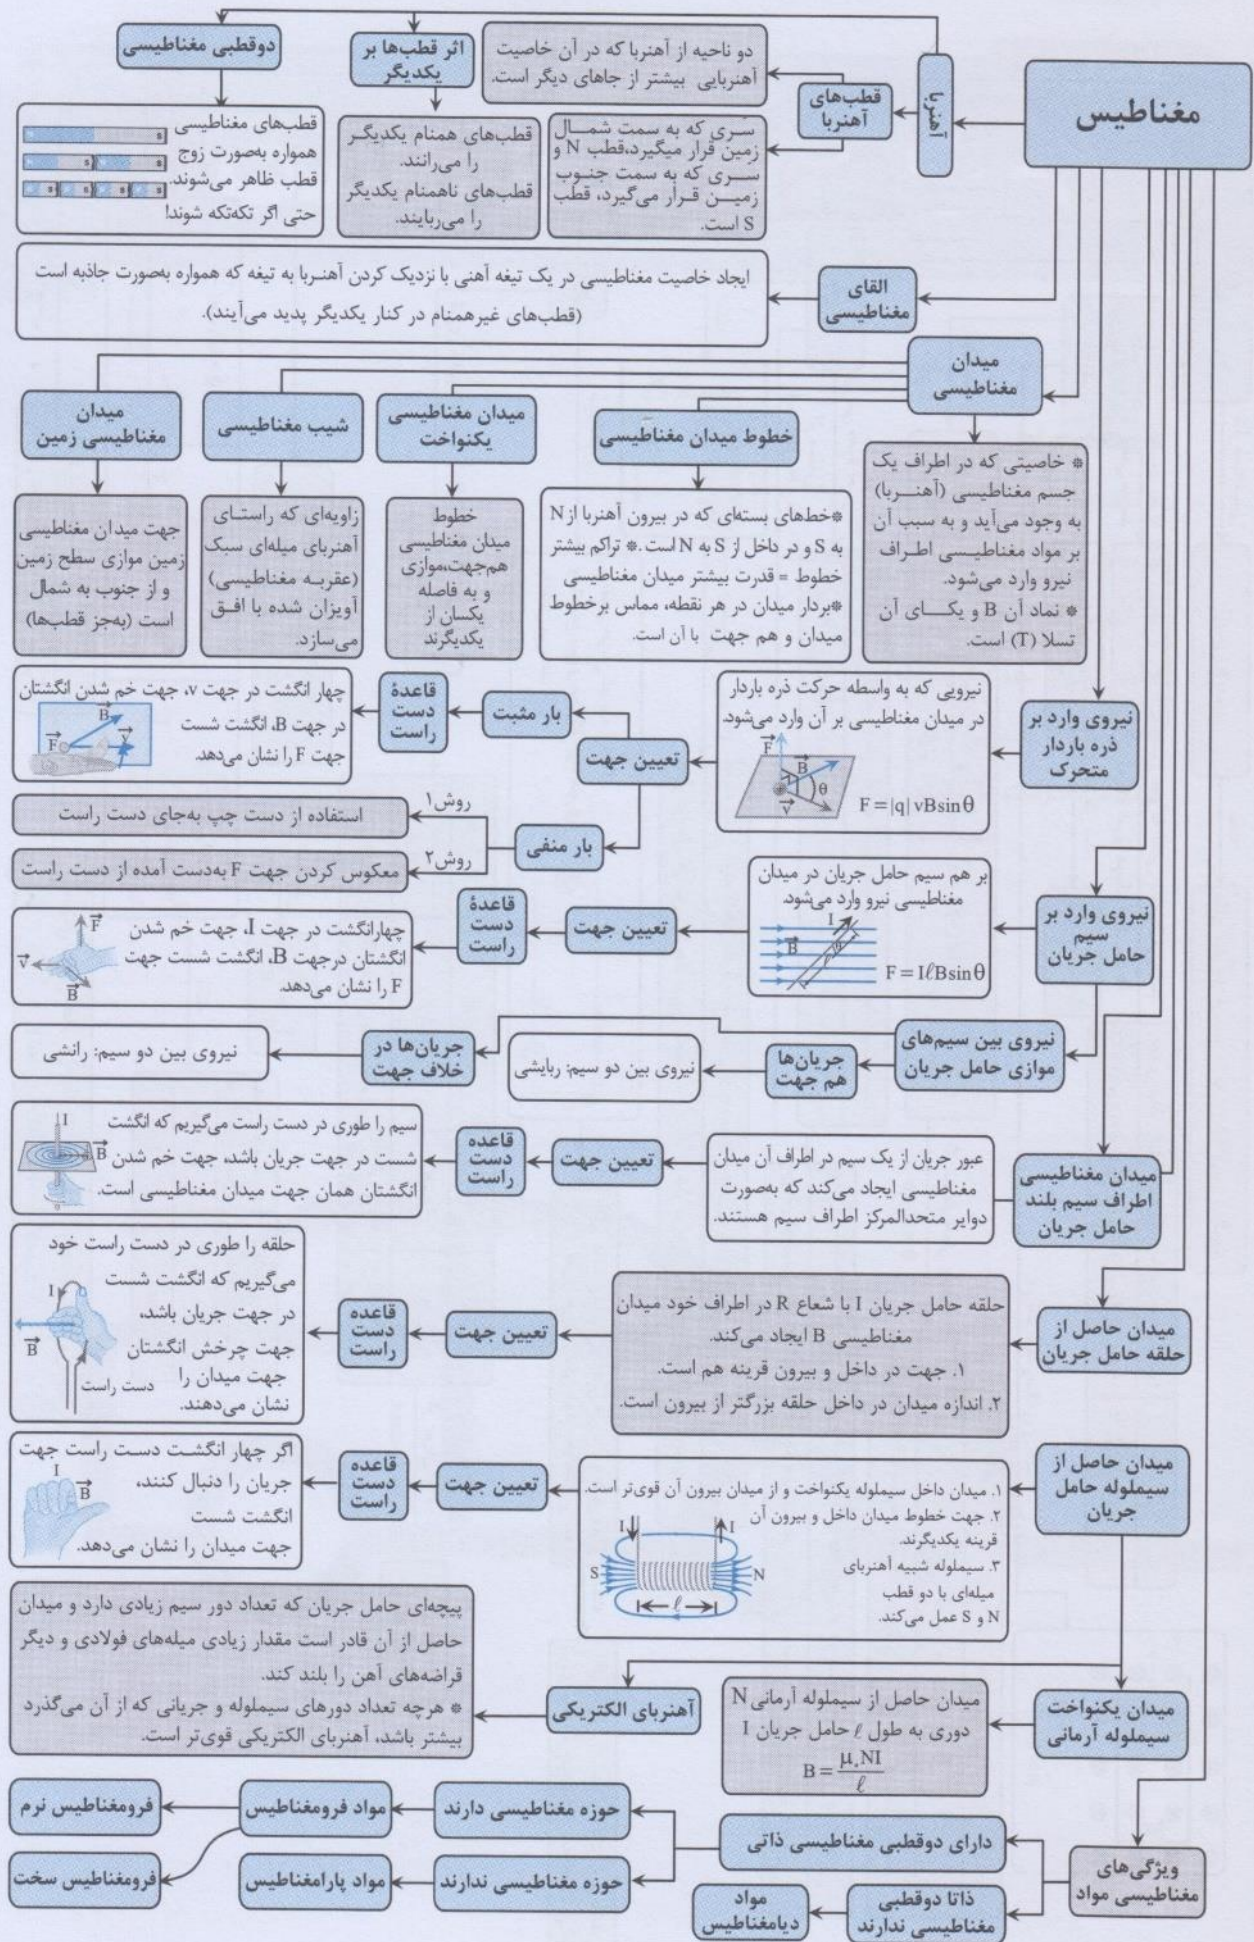 مغناطیس
آهنربا
قطب‌های
آهنربا
دو ناحیه از آهنربا که در آن خاصیت
آهنربایی بیشتر از جاهای دیگر است.
سری که به سمت شمال
زمین قرار میگیرد،قطب N و
سری که به سمت جنوب
زمین قرار می‌گیرد، قطب
S است.
اثر قطب‌ها بر
یکدیگر
قطب‌های همنام یکدیگر
را می‌رانند.
قطب‌های ناهمنام یکدیگر
را می‌ربایند.
دوقطبی مغناطیسی
قطب‌های مغناطیسی
همواره به‌صورت زوج
قطب ظاهر می‌شوند.
حتی اگر تکه‌تکه شوند!
S
S S
S S S S
القای
مغناطیسی
ایجاد خاصیت مغناطیسی در یک تیغه آهنی با نزدیک کردن آهنربا به تیغه که همواره به‌صورت جاذبه است
(قطب‌های غیرهمنام در کنار یکدیگر پدید می‌آیند).
میدان
مغناطیسی
* خاصیتی که در اطراف یک
جسم مغناطیسی (آهنربا)
به وجود می‌آید و به سبب آن
بر مواد مغناطیسی اطراف
نیرو وارد می‌شود.
* نماد آن B و یکای آن
تسلا (T) است.
خطوط میدان مغناطیسی
*خط‌های بسته‌ای که در بیرون آهنربا از N
به S و در داخل از S به N است.* تراکم بیشتر
خطوط = قدرت بیشتر میدان مغناطیسی
*بردار میدان در هر نقطه، مماس برخطوط
میدان و هم جهت با آن است.
میدان مغناطیسی
یکنواخت
خطوط
میدان مغناطیسی
هم‌جهت،موازی
و به فاصله
یکسان از
یکدیگرند
شیب مغناطیسی
زاویه‌ای که راستای
آهنربای میله‌ای سبک
(عقربه مغناطیسی)
آویزان شده با افق
می‌سازد.
میدان
مغناطیسی زمین
جهت میدان مغناطیسی
زمین موازی سطح زمین
و از جنوب به شمال
است (به‌جز قطب‌ها)
نیروی وارد بر
ذره باردار
متحرک
نیرویی که به واسطه حرکت ذره باردار
در میدان مغناطیسی بر آن وارد می‌شود.
F B θ v
F = |q| vBsin θ
تعیین جهت
بار مثبت
قاعدهٔ
دست
راست
چهار انگشت در جهت v، جهت خم شدن انگشتان
در جهت B، انگشت شست
جهت F را نشان می‌دهد.
B F v
بار منفی
روش۱
استفاده از دست چپ به‌جای دست راست
روش۲
معکوس کردن جهت F به‌دست آمده از دست راست
نیروی وارد بر
سیم
حامل جریان
بر هم سیم حامل جریان در میدان
مغناطیسی نیرو وارد می‌شود.
I
B
F = IℓBsin θ
تعیین جهت
قاعدهٔ
دست
راست
چهارانگشت در جهت I، جهت خم شدن
انگشتان درجهت B، انگشت شست جهت
F را نشان می‌دهد.
F
v
B
نیروی بین سیم‌های
موازی حامل جریان
جریان‌ها
هم جهت
نیروی بین دو سیم: ربایشی
جریان‌ها در
خلاف جهت
نیروی بین دو سیم: رانشی
میدان مغناطیسی
اطراف سیم بلند
حامل جریان
عبور جریان از یک سیم در اطراف آن میدان
مغناطیسی ایجاد می‌کند که به‌صورت
دوایر متحدالمرکز اطراف سیم هستند.
تعیین جهت
قاعده
دست
راست
سیم را طوری در دست راست می‌گیریم که انگشت
شست در جهت جریان باشد، جهت خم شدن
انگشتان همان جهت میدان مغناطیسی است.
I
B
میدان حاصل از
حلقه حامل جریان
حلقه حامل جریان I با شعاع R در اطراف خود میدان
مغناطیسی B ایجاد می‌کند.
۱. جهت در داخل و بیرون قرینه هم است.
۲. اندازه میدان در داخل حلقه بزرگتر از بیرون است.
تعیین جهت
قاعده
دست
راست
حلقه را طوری در دست راست خود
می‌گیریم که انگشت شست
در جهت جریان باشد،
جهت چرخش انگشتان
جهت میدان را
نشان می‌دهند.
I
B
دست راست
میدان حاصل از
سیملوله حامل
جریان
۱. میدان داخل سیملوله یکنواخت و از میدان بیرون آن قوی‌تر است.
۲. جهت خطوط میدان داخل و بیرون آن
قرینه یکدیگرند.
۳. سیملوله شبیه آهنربای
میله‌ای با دو قطب
N و S عمل می‌کند.
I I
S N
ℓ
تعیین جهت
قاعده
دست
راست
اگر چهار انگشت دست راست جهت
جریان را دنبال کنند،
انگشت شست
جهت میدان را نشان می‌دهد.
I
B
میدان یکنواخت
سیملوله آرمانی
میدان حاصل از سیملوله آرمانی N
دوری به طول ℓ حامل جریان I
B = μ₀NI / ℓ
آهنربای الکتریکی
پیچه‌ای حامل جریان که تعداد دور سیم زیادی دارد و میدان
حاصل از آن قادر است مقدار زیادی میله‌های فولادی و دیگر
قراضه‌های آهن را بلند کند.
* هرچه تعداد دورهای سیملوله و جریانی که از آن می‌گذرد
بیشتر باشد، آهنربای الکتریکی قوی‌تر است.
ویژگی‌های
مغناطیسی مواد
دارای دوقطبی مغناطیسی ذاتی
حوزه مغناطیسی دارند
مواد فرومغناطیس
فرومغناطیس نرم
فرومغناطیس سخت
حوزه مغناطیسی ندارند
مواد پارامغناطیس
ذاتا دوقطبی
مغناطیسی ندارند
مواد
دیامغناطیس